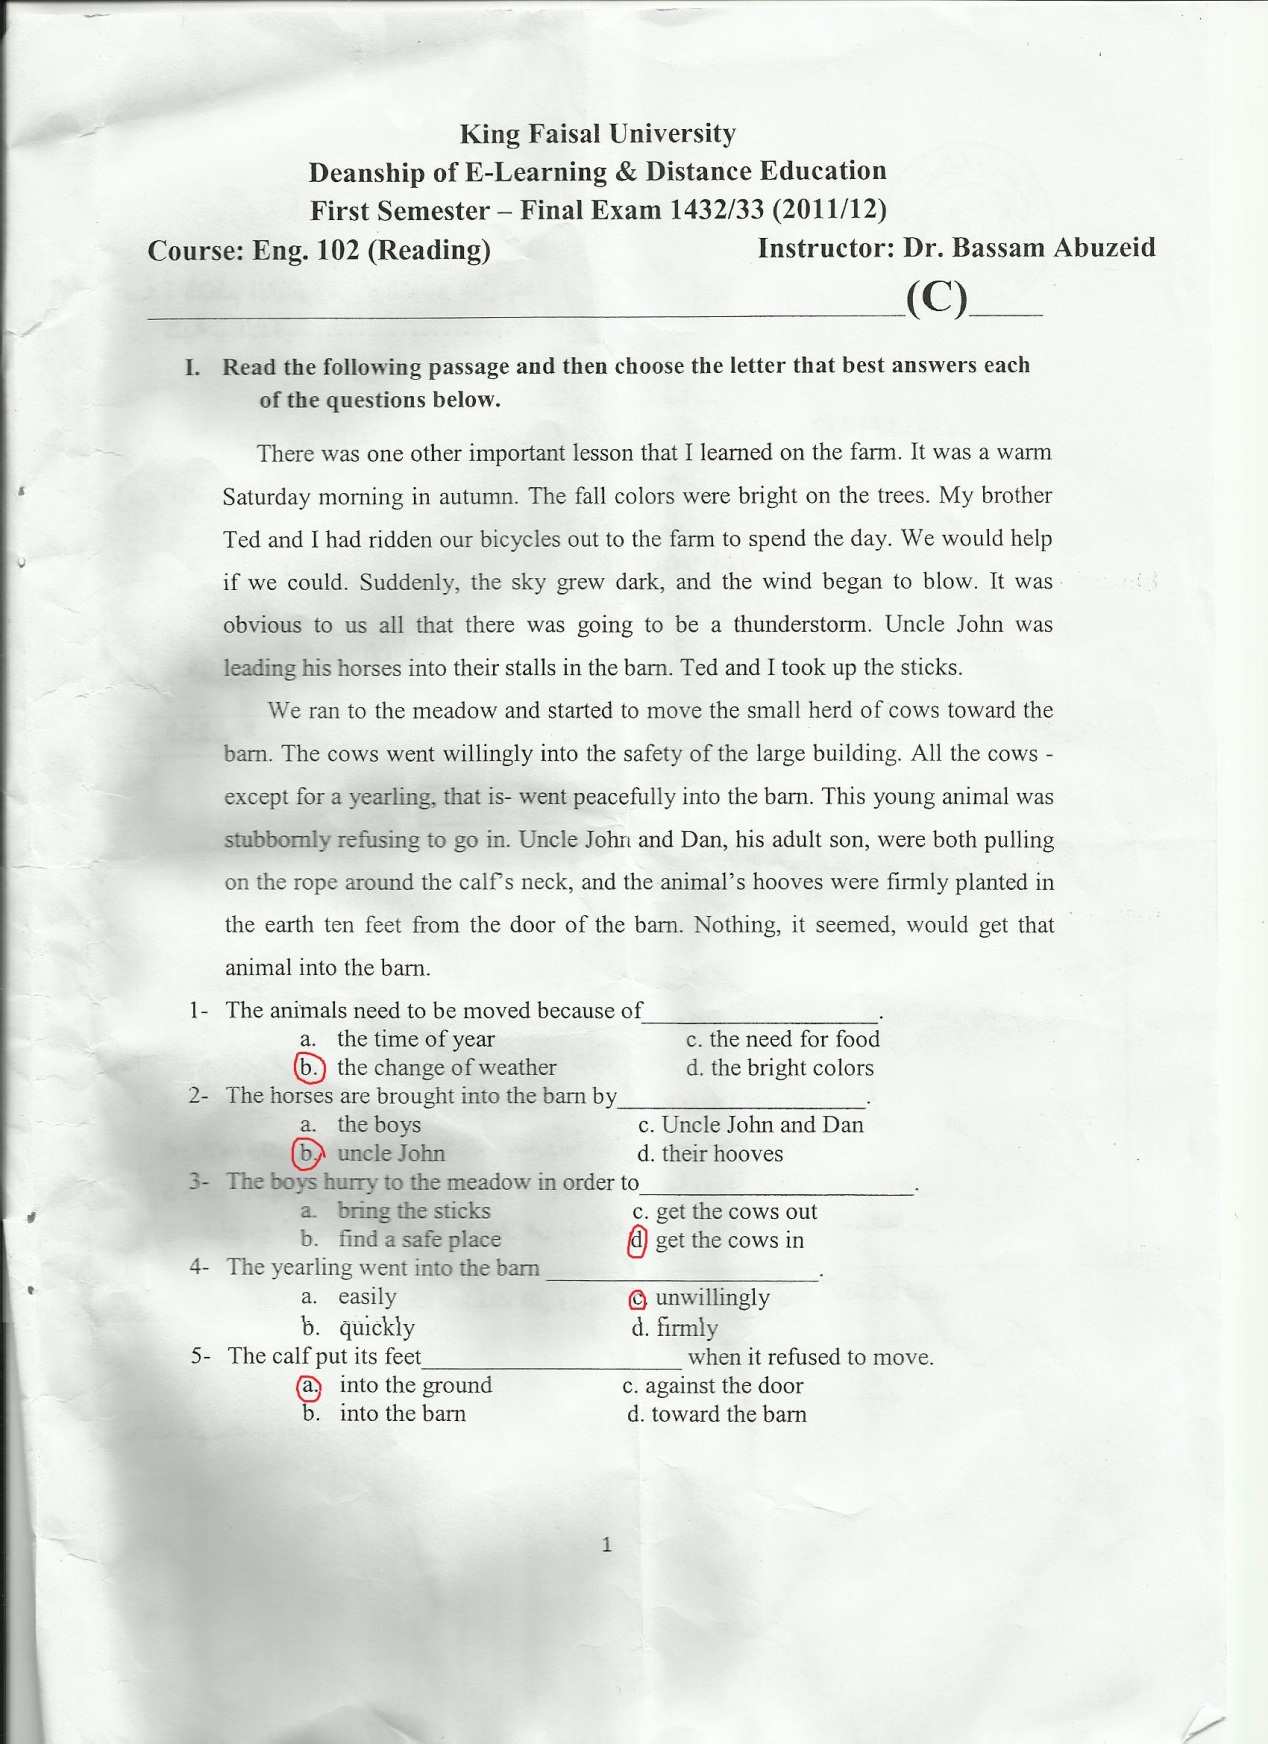 King Faisal University
Deanship of E-Learning & Distance Education
First Semester – Final Exam 1432/33 (2011/12)
Course: Eng. 102 (Reading) Instructor: Dr. Bassam Abuzeid
(C)
I. Read the following passage and then choose the letter that best answers each
of the questions below.
There was one other important lesson that I learned on the farm. It was a warm
Saturday morning in autumn. The fall colors were bright on the trees. My brother
Ted and I had ridden our bicycles out to the farm to spend the day. We would help
if we could. Suddenly, the sky grew dark, and the wind began to blow. It was
obvious to us all that there was going to be a thunderstorm. Uncle John was
leading his horses into their stalls in the barn. Ted and I took up the sticks.
We ran to the meadow and started to move the small herd of cows toward the
barn. The cows went willingly into the safety of the large building. All the cows -
except for a yearling, that is- went peacefully into the barn. This young animal was
stubbornly refusing to go in. Uncle John and Dan, his adult son, were both pulling
on the rope around the calf's neck, and the animal's hooves were firmly planted in
the earth ten feet from the door of the barn. Nothing, it seemed, would get that
animal into the barn.
1- The animals need to be moved because of____________________.
a. the time of year c. the need for food
b. the change of weather d. the bright colors
2- The horses are brought into the barn by____________________.
a. the boys c. Uncle John and Dan
b. uncle John d. their hooves
3- The boys hurry to the meadow in order to______________________.
a. bring the sticks c. get the cows out
b. find a safe place d. get the cows in
4- The yearling went into the barn ______________________.
a. easily c. unwillingly
b. quickly d. firmly
5- The calf put its feet_____________________ when it refused to move.
a. into the ground c. against the door
b. into the barn d. toward the barn
1